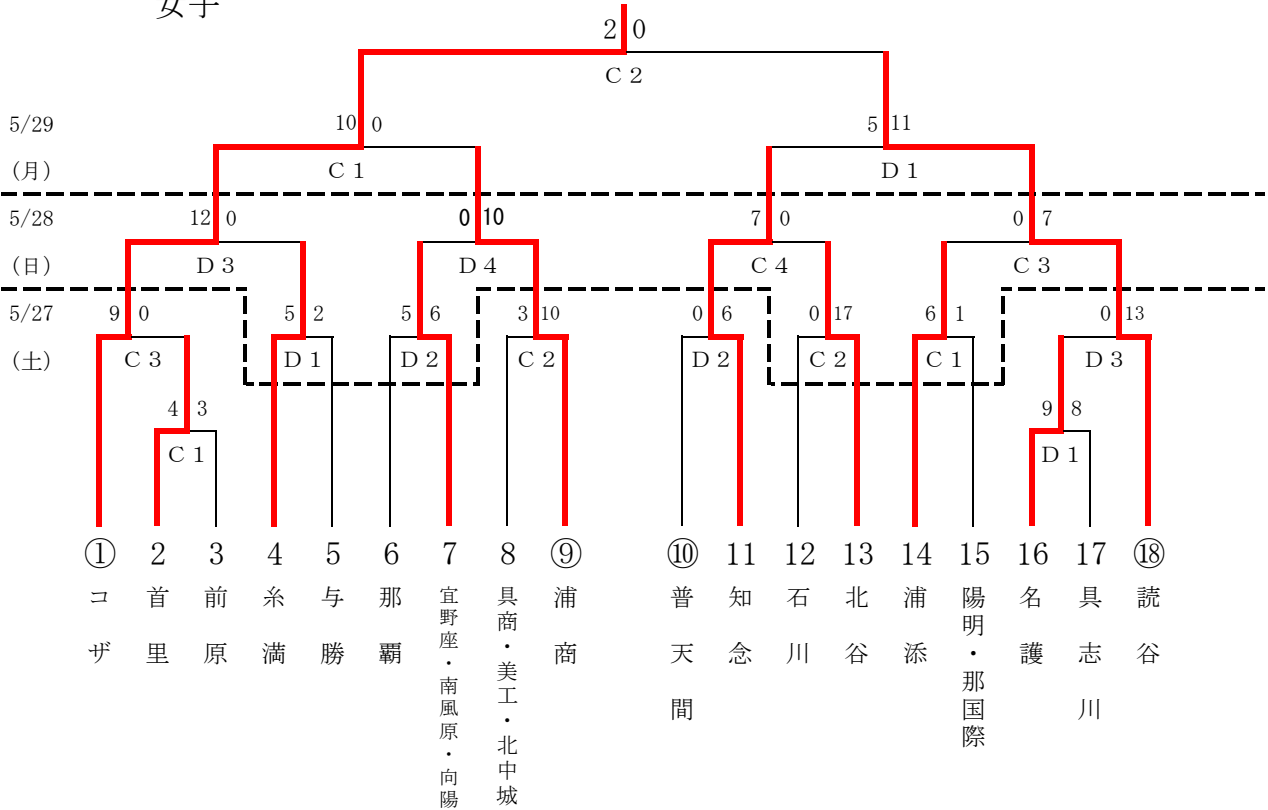 女子
2 0
C 2
5/29
10 0
5 11
(月)
C 1
D 1
5/28
12 0
0 10
7 0
0 7
(日)
D 3
D 4
C 4
C 3
5/27
9 0
5 2
5 6
3 10
0 6
0 17
6 1
0 13
(土)
C 3
D 1
D 2
C 2
D 2
C 2
C 1
D 3
4 3
9 8
C 1
D 1
① 2 3 4 5 6 7 8 ⑨ ⑩ 11 12 13 14 15 16 17 ⑱
コザ
首里
前原
糸満
与勝
那覇
宜野座・南風原・向陽
具商・美工・北中城
浦商
普天間
知念
石川
北谷
浦添
陽明・那国際
名護
具志川
読谷